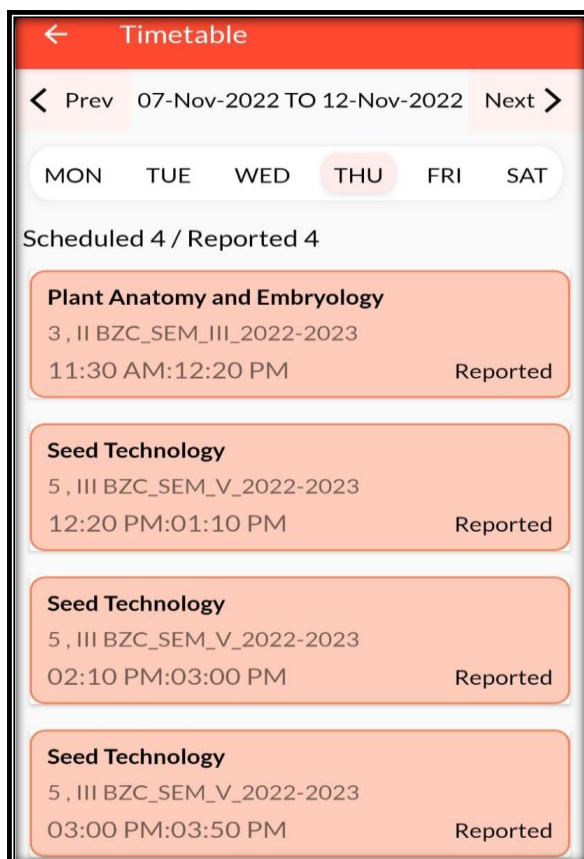 Timetable
Prev 07-Nov-2022 TO 12-Nov-2022 Next
MON TUE WED THU FRI SAT
Scheduled 4 / Reported 4
Plant Anatomy and Embryology
3 , II BZC_SEM_III_2022-2023
11:30 AM:12:20 PM Reported
Seed Technology
5 , III BZC_SEM_V_2022-2023
12:20 PM:01:10 PM Reported
Seed Technology
5 , III BZC_SEM_V_2022-2023
02:10 PM:03:00 PM Reported
Seed Technology
5 , III BZC_SEM_V_2022-2023
03:00 PM:03:50 PM Reported